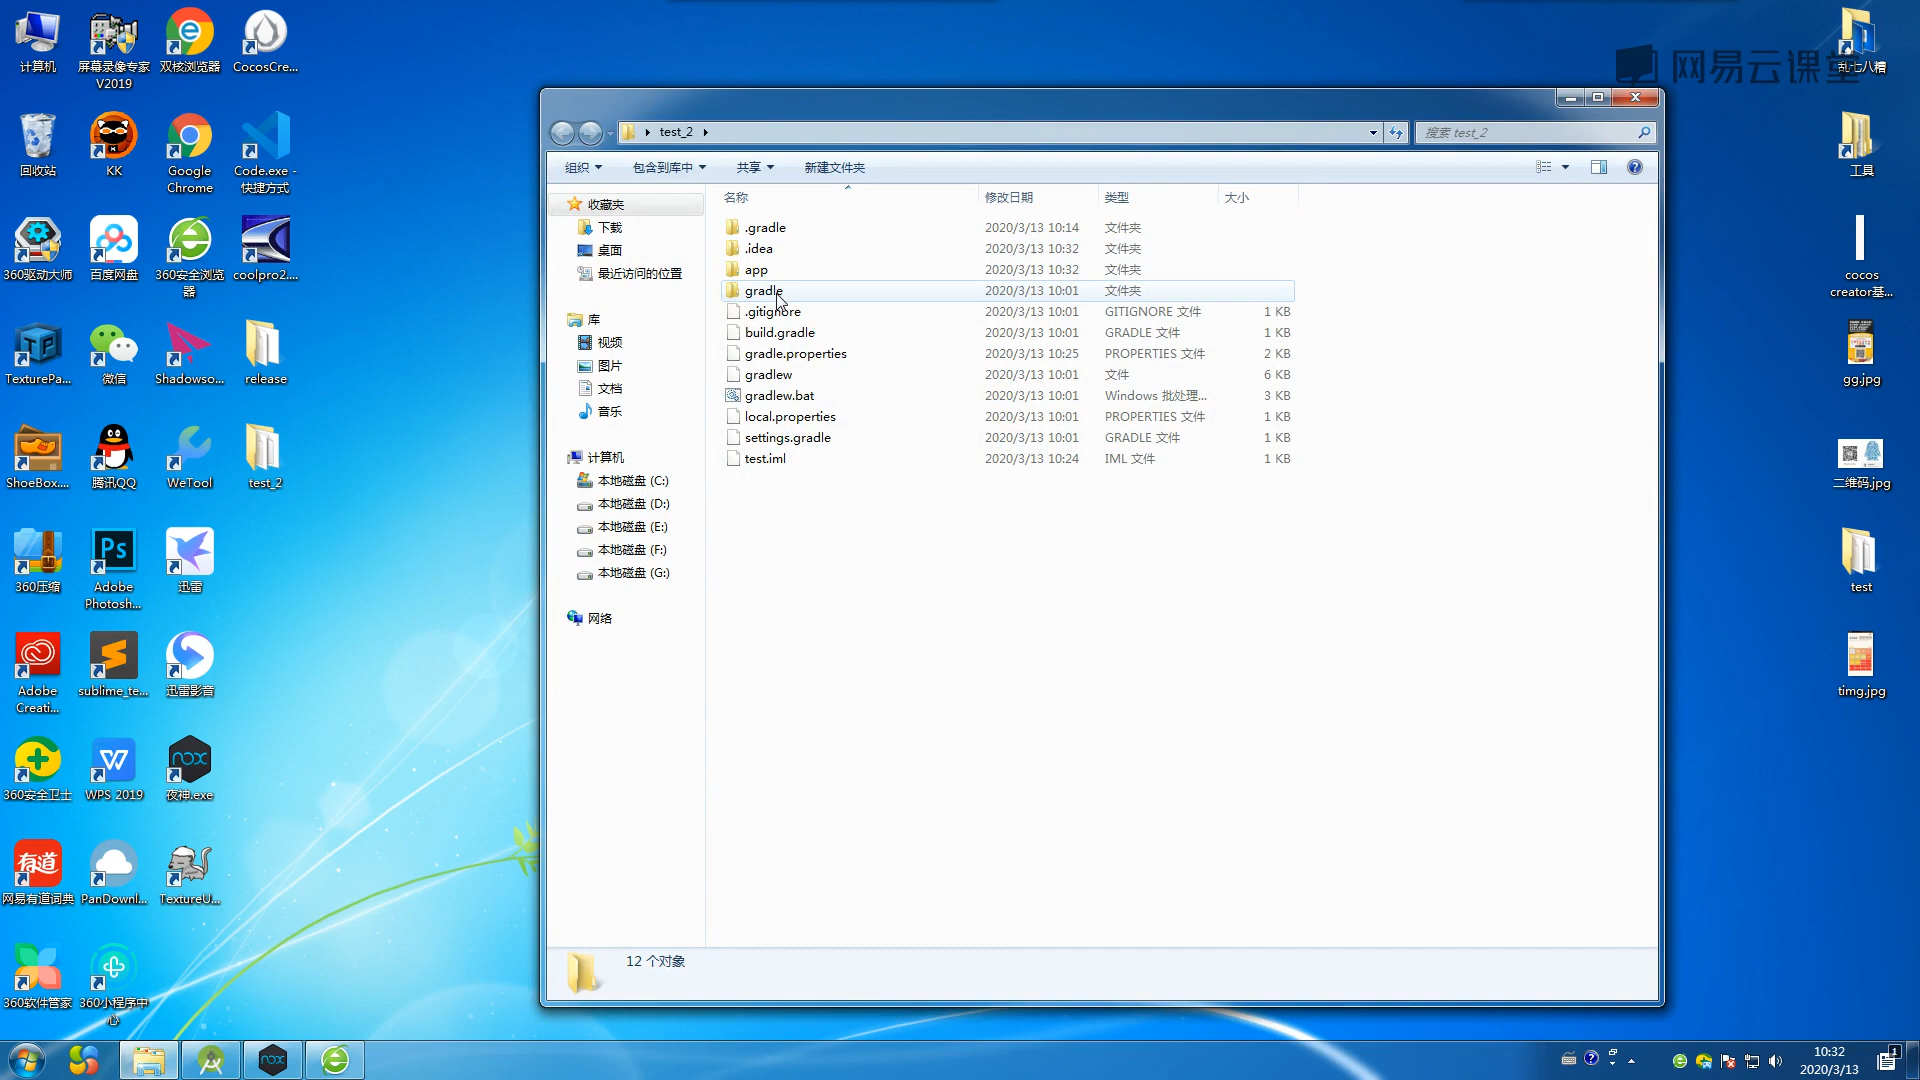 计算机
屏幕录像专家
V2019
双核浏览器
CocosCre...
回收站
KK
Google
Chrome
Code.exe -
快捷方式
360驱动大师
百度网盘
360安全浏览
器
coolpro2....
TexturePa...
微信
Shadowso...
release
ShoeBox....
腾讯QQ
WeTool
test_2
360压缩
Adobe
Photosh...
迅雷
Adobe
Creati...
sublime_te...
迅雷影音
360安全卫士
WPS 2019
夜神.exe
网易有道词典
PanDownl...
TextureU...
360软件管家
360小程序中
心
test_2
搜索 test_2
组织
包含到库中
共享
新建文件夹
收藏夹
下载
桌面
最近访问的位置
库
视频
图片
文档
音乐
计算机
本地磁盘 (C:)
本地磁盘 (D:)
本地磁盘 (E:)
本地磁盘 (F:)
本地磁盘 (G:)
网络
名称 修改日期 类型 大小
.gradle 2020/3/13 10:14 文件夹
.idea 2020/3/13 10:32 文件夹
app 2020/3/13 10:32 文件夹
gradle 2020/3/13 10:01 文件夹
.gitignore 2020/3/13 10:01 GITIGNORE 文件 1 KB
build.gradle 2020/3/13 10:01 GRADLE 文件 1 KB
gradle.properties 2020/3/13 10:25 PROPERTIES 文件 2 KB
gradlew 2020/3/13 10:01 文件 6 KB
gradlew.bat 2020/3/13 10:01 Windows 批处理... 3 KB
local.properties 2020/3/13 10:01 PROPERTIES 文件 1 KB
settings.gradle 2020/3/13 10:01 GRADLE 文件 1 KB
test.iml 2020/3/13 10:24 IML 文件 1 KB
12 个对象
网易云课堂
乱七八糟
工具
cocos
creator基...
gg.jpg
二维码.jpg
test
timg.jpg
Ps
有道
nox
nox
10:32
2020/3/13
1